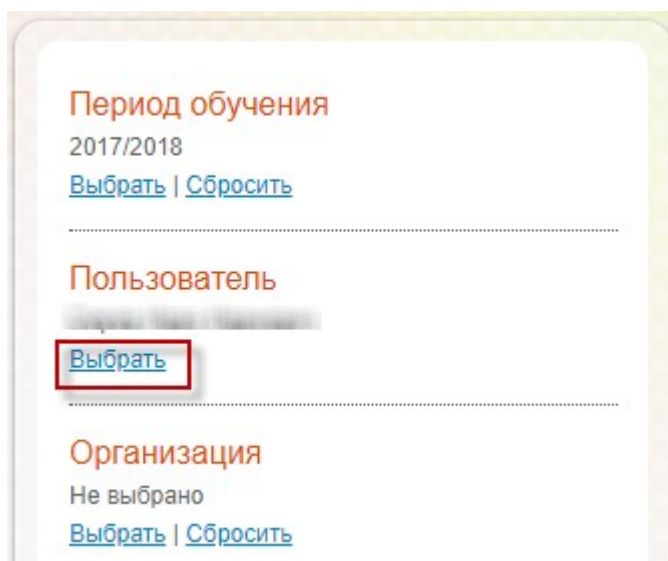 Период обучения
2017/2018
Выбрать | Сбросить
Пользователь
Выбрать
Организация
Не выбрано
Выбрать | Сбросить